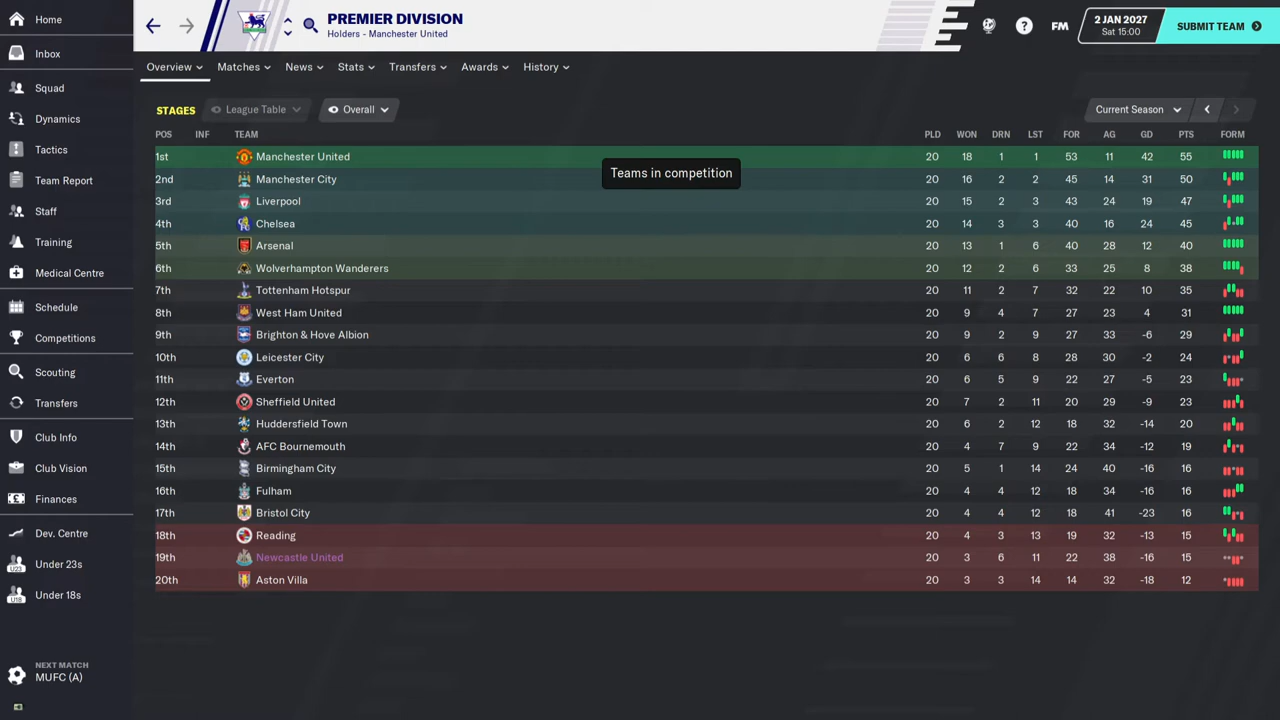 Home
PREMIER DIVISION
Holders - Manchester United
FM
2 JAN 2027
Sat 15:00
SUBMIT TEAM
Inbox
Squad
Dynamics
Tactics
Team Report
Staff
Training
Medical Centre
Schedule
Competitions
Scouting
Transfers
Club Info
Club Vision
Finances
Dev. Centre
U23 Under 23s
U18 Under 18s
NEXT MATCH
MUFC (A)
Overview Matches News Stats Transfers Awards History
STAGES League Table Overall Current Season
POS INF TEAM PLD WON DRN LST FOR AG GD PTS FORM
1st Manchester United 20 18 1 1 53 11 42 55
Teams in competition
2nd Manchester City 20 16 2 2 45 14 31 50
3rd Liverpool 20 15 2 3 43 24 19 47
4th Chelsea 20 14 3 3 40 16 24 45
5th Arsenal 20 13 1 6 40 28 12 40
6th Wolverhampton Wanderers 20 12 2 6 33 25 8 38
7th Tottenham Hotspur 20 11 2 7 32 22 10 35
8th West Ham United 20 9 4 7 27 23 4 31
9th Brighton & Hove Albion 20 9 2 9 27 33 -6 29
10th Leicester City 20 6 6 8 28 30 -2 24
11th Everton 20 6 5 9 22 27 -5 23
12th Sheffield United 20 7 2 11 20 29 -9 23
13th Huddersfield Town 20 6 2 12 18 32 -14 20
14th AFC Bournemouth 20 4 7 9 22 34 -12 19
15th Birmingham City 20 5 1 14 24 40 -16 16
16th Fulham 20 4 4 12 18 34 -16 16
17th Bristol City 20 4 4 12 18 41 -23 16
18th Reading 20 4 3 13 19 32 -13 15
19th Newcastle United 20 3 6 11 22 38 -16 15
20th Aston Villa 20 3 3 14 14 32 -18 12